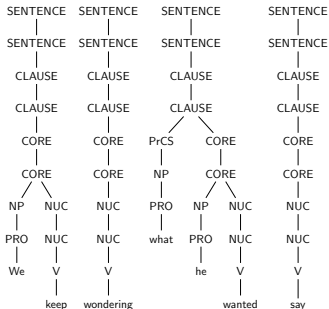 SENTENCE SENTENCE SENTENCE SENTENCE
SENTENCE SENTENCE SENTENCE SENTENCE
CLAUSE CLAUSE CLAUSE CLAUSE
CLAUSE CLAUSE CLAUSE CLAUSE
CORE CORE PrCS CORE CORE
CORE CORE NP CORE CORE
NP NUC NUC PRO NP NUC NUC
PRO NUC NUC what PRO NUC NUC
We V V he V V
keep wondering wanted say